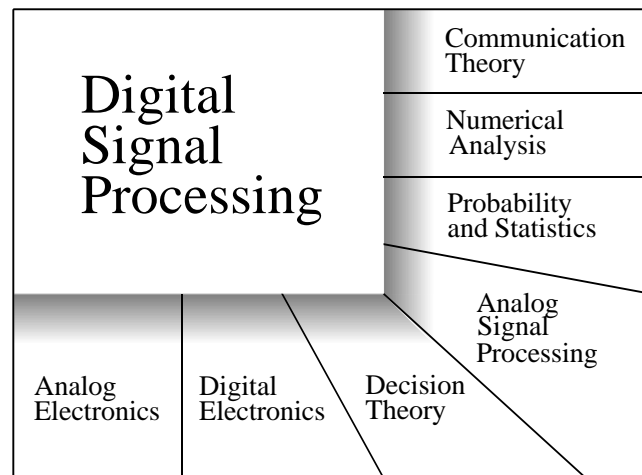 Digital
Signal
Processing
Communication
Theory
Numerical
Analysis
Probability
and Statistics
Analog
Signal
Processing
Decision
Theory
Digital
Electronics
Analog
Electronics